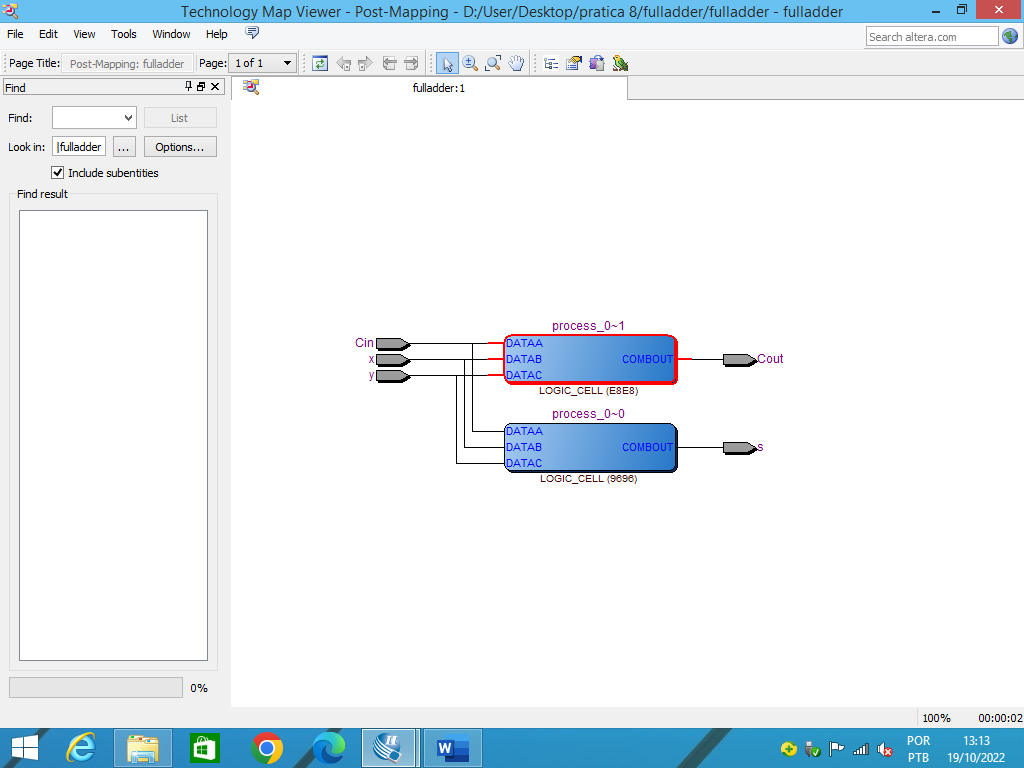 Technology Map Viewer - Post-Mapping - D:/User/Desktop/pratica 8/fulladder/fulladder - fulladder
File Edit View Tools Window Help
Search altera.com
Page Title: Post-Mapping: fulladder Page: 1 of 1
Find
fulladder:1
Find:
List
Look in: |fulladder ... Options...
Include subentities
Find result
process_0~1
Cin
x
y
DATAA
DATAB
DATAC
COMBOUT
Cout
LOGIC_CELL (E8E8)
process_0~0
DATAA
DATAB
DATAC
COMBOUT
s
LOGIC_CELL (9696)
0%
100% 00:00:02
W
POR
PTB
13:13
19/10/2022